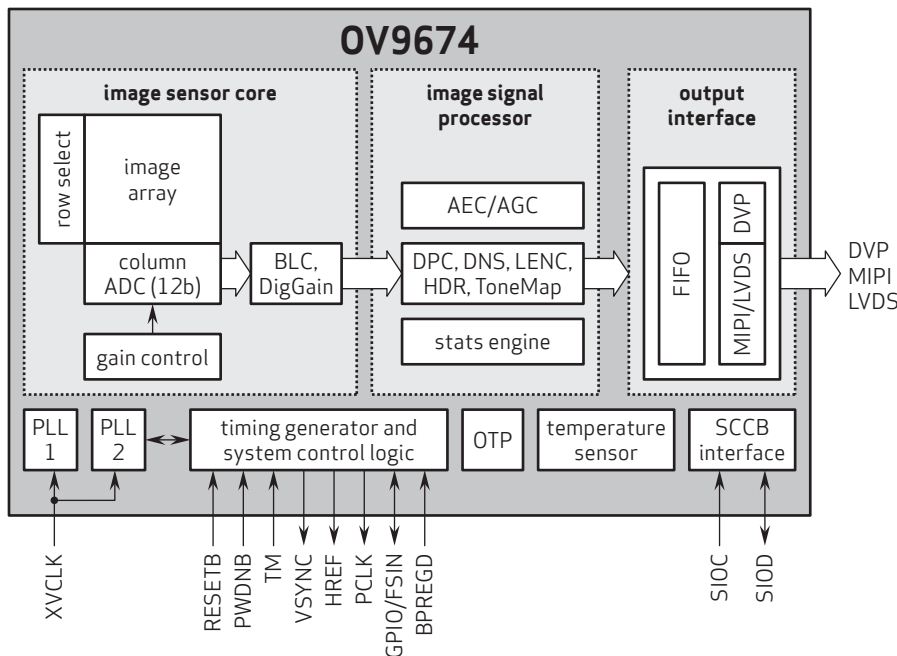 OV9674
image sensor core
row select
image
array
column
ADC (12b)
gain control
BLC,
DigGain
image signal
processor
AEC/AGC
DPC, DNS, LENC,
HDR, ToneMap
stats engine
output
interface
FIFO
DVP
MIPI/LVDS
DVP
MIPI
LVDS
PLL
1
PLL
2
timing generator and
system control logic
OTP
temperature
sensor
SCCB
interface
XVCLK
RESETB
PWDNB
TM
VSYNC
HREF
PCLK
GPIO/FSIN
BPREGD
SIOC
SIOD